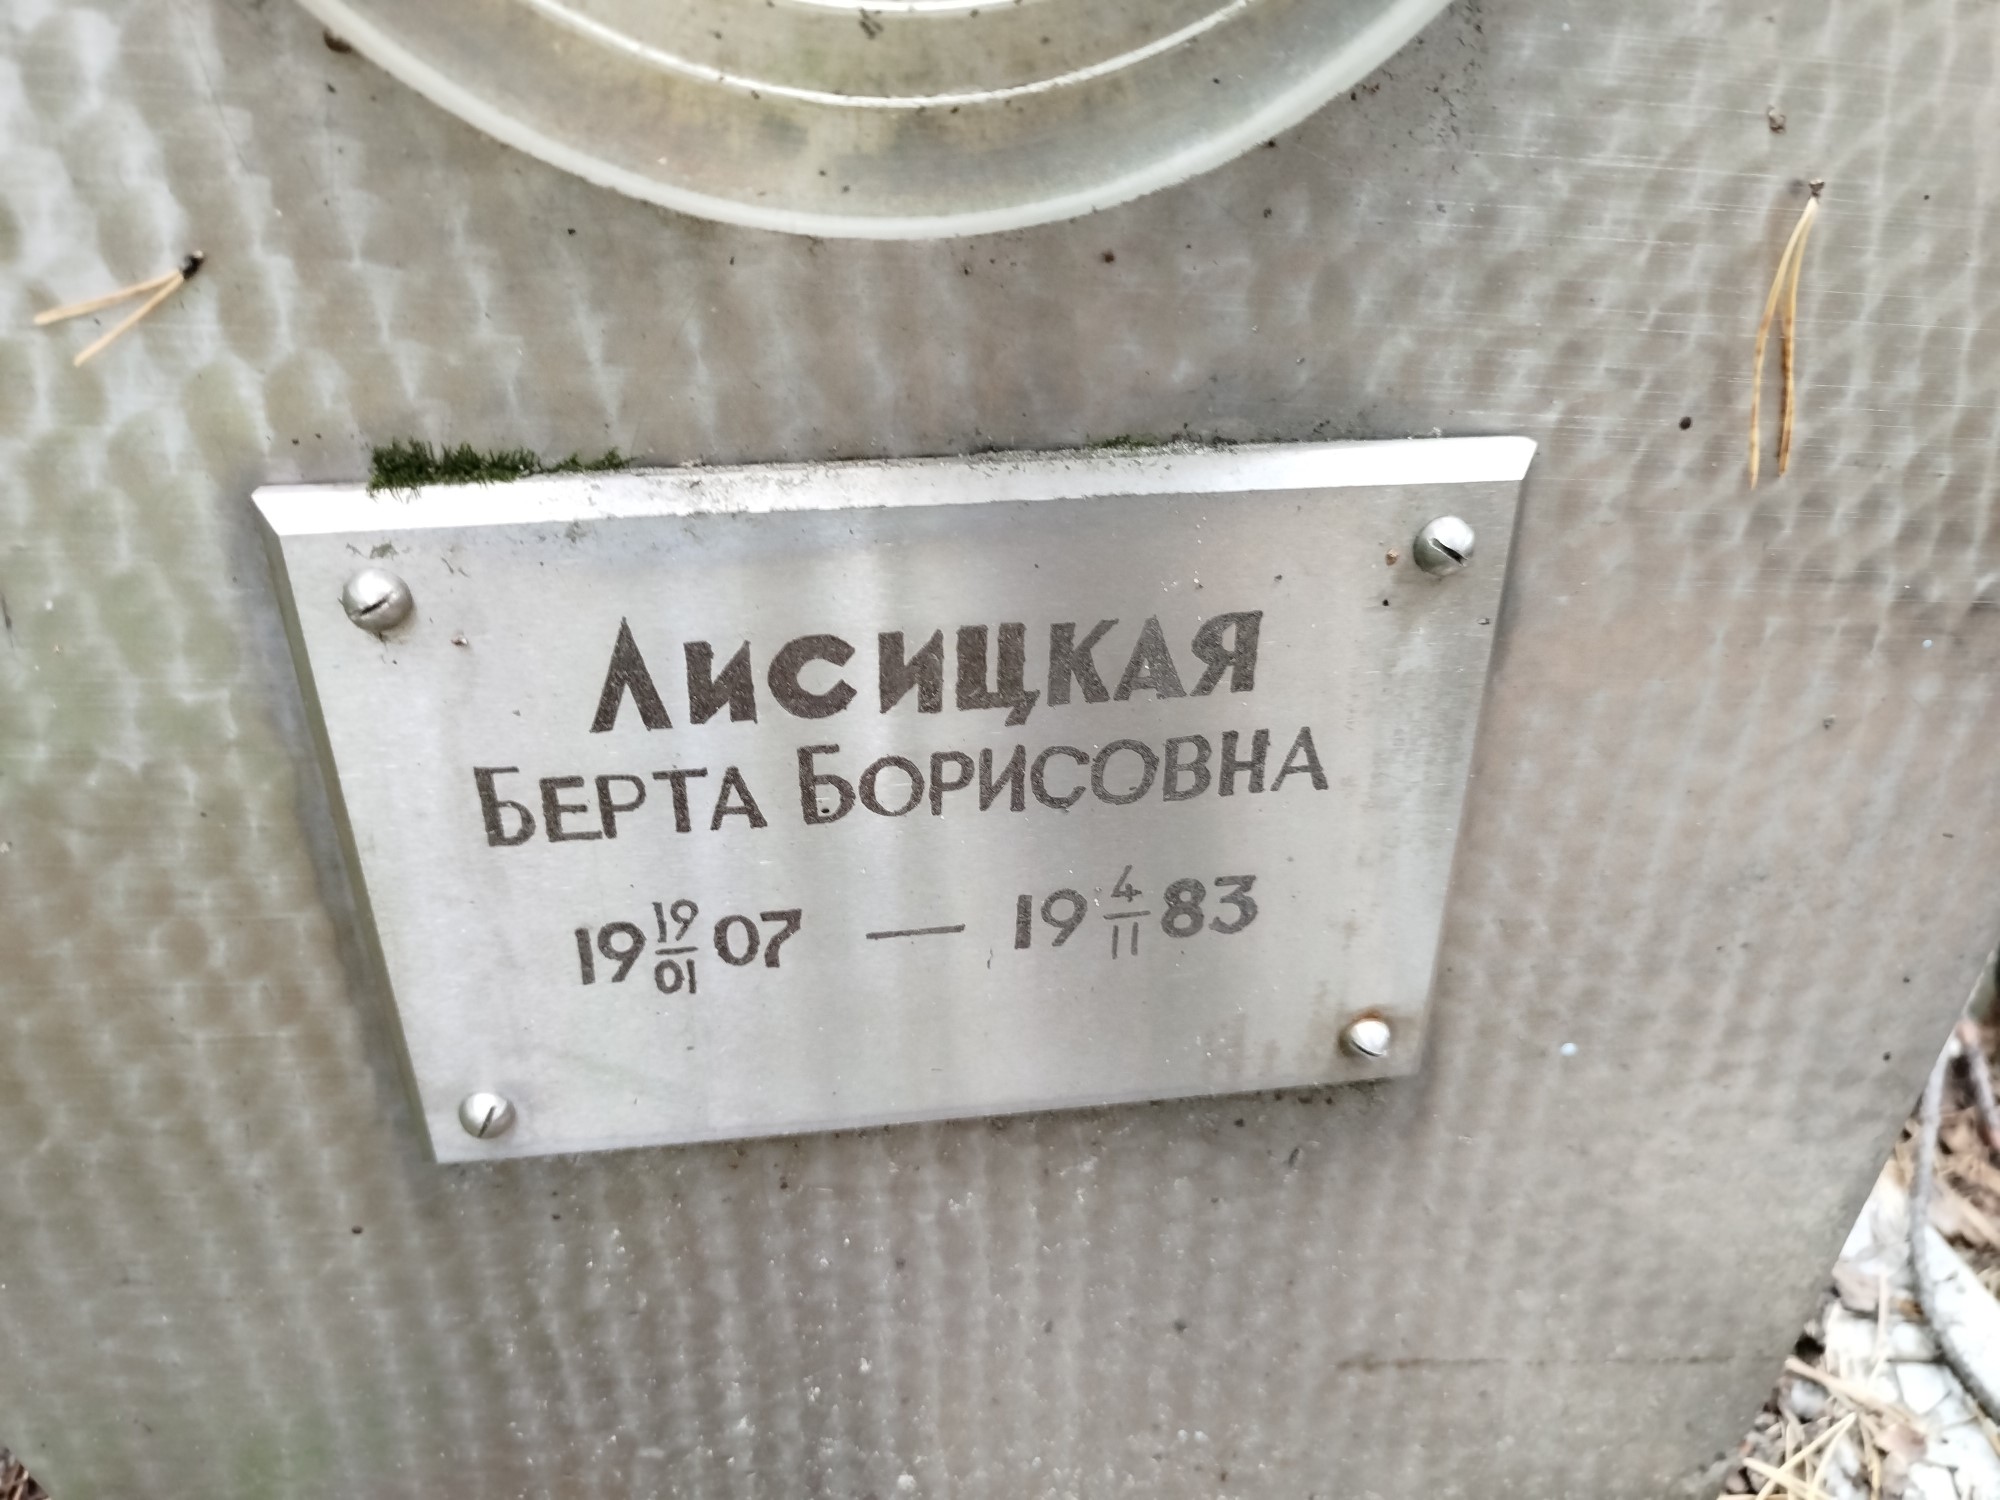 Лисицкая
Берта Борисовна
19 19/01 07 — 19 4/11 83